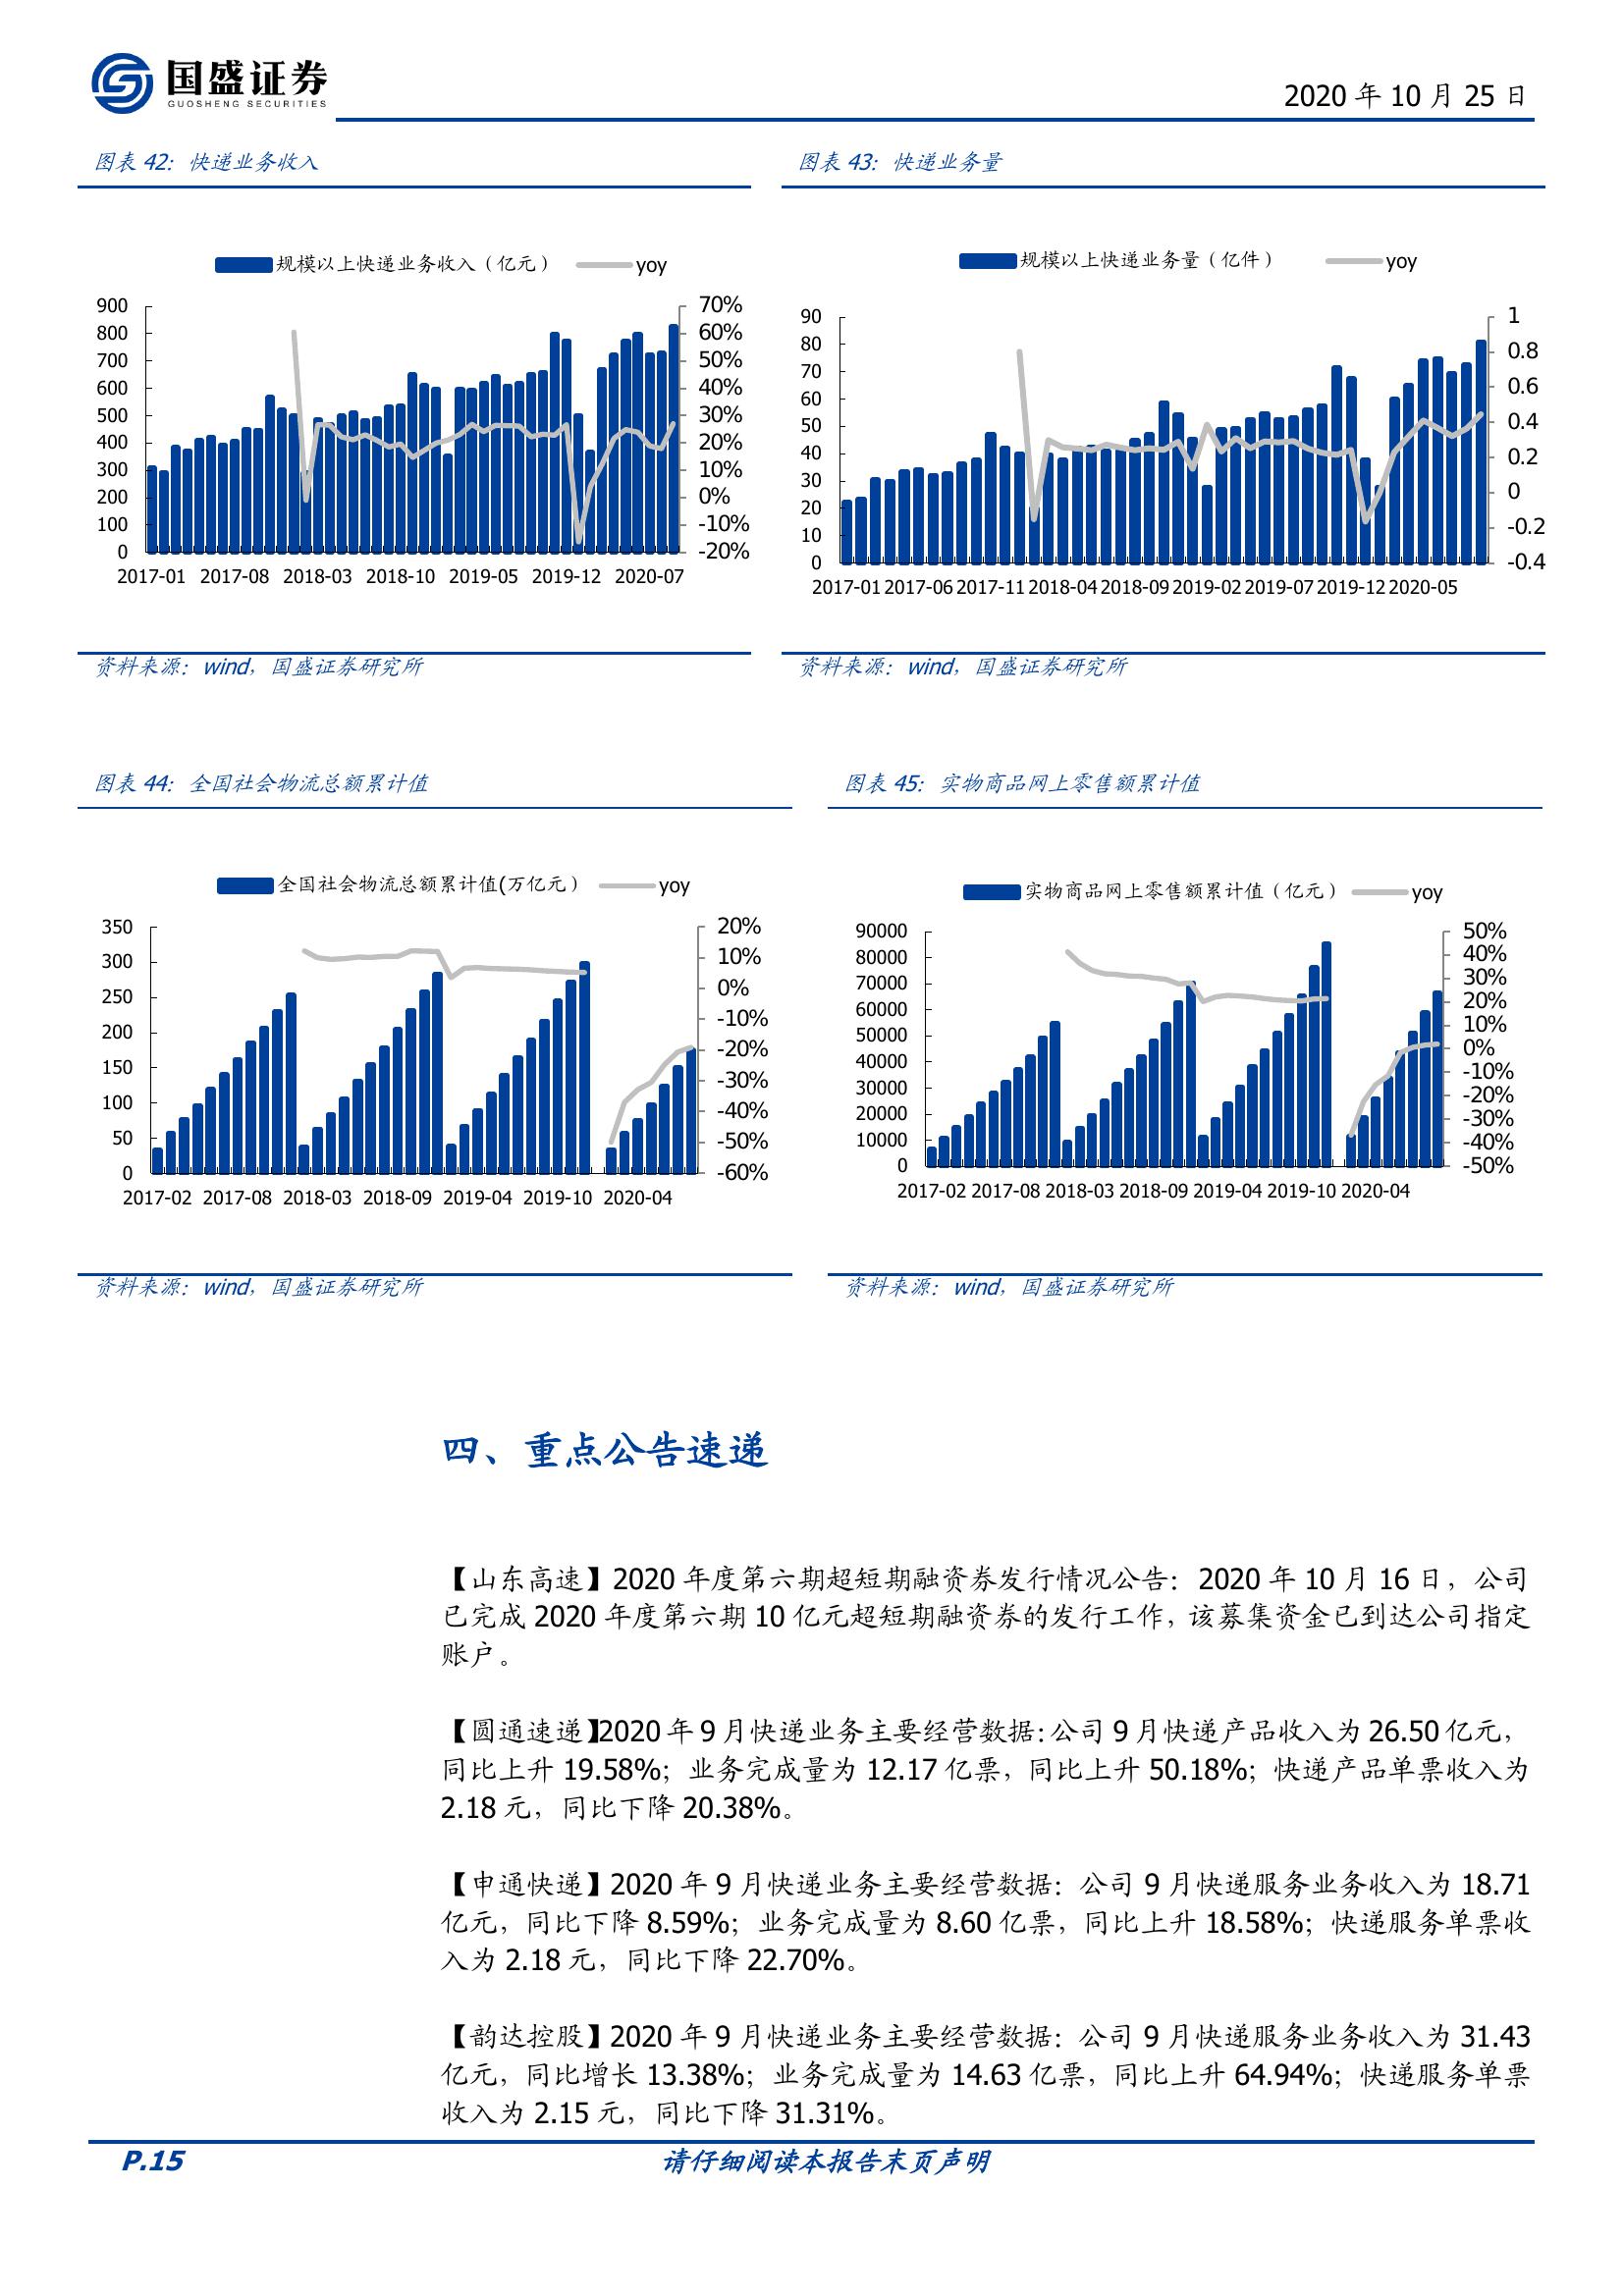 国盛证券
GUOSHENG SECURITIES
2020 年 10 月 25 日
图表 42：快递业务收入
规模以上快递业务收入（亿元）
yoy
900
800
700
600
500
400
300
200
100
0
70%
60%
50%
40%
30%
20%
10%
0%
-10%
-20%
2017-01 2017-08 2018-03 2018-10 2019-05 2019-12 2020-07
资料来源：wind，国盛证券研究所
图表 43：快递业务量
规模以上快递业务量（亿件）
yoy
90
80
70
60
50
40
30
20
10
0
1
0.8
0.6
0.4
0.2
0
-0.2
-0.4
2017-01 2017-06 2017-11 2018-04 2018-09 2019-02 2019-07 2019-12 2020-05
资料来源：wind，国盛证券研究所
图表 44：全国社会物流总额累计值
全国社会物流总额累计值(万亿元）
yoy
350
300
250
200
150
100
50
0
20%
10%
0%
-10%
-20%
-30%
-40%
-50%
-60%
2017-02 2017-08 2018-03 2018-09 2019-04 2019-10 2020-04
资料来源：wind，国盛证券研究所
图表 45：实物商品网上零售额累计值
实物商品网上零售额累计值（亿元）
yoy
90000
80000
70000
60000
50000
40000
30000
20000
10000
0
50%
40%
30%
20%
10%
0%
-10%
-20%
-30%
-40%
-50%
2017-02 2017-08 2018-03 2018-09 2019-04 2019-10 2020-04
资料来源：wind，国盛证券研究所
四、重点公告速递
【山东高速】2020 年度第六期超短期融资券发行情况公告：2020 年 10 月 16 日，公司
已完成 2020 年度第六期 10 亿元超短期融资券的发行工作，该募集资金已到达公司指定
账户。
【圆通速递】2020 年 9 月快递业务主要经营数据：公司 9 月快递产品收入为 26.50 亿元，
同比上升 19.58%；业务完成量为 12.17 亿票，同比上升 50.18%；快递产品单票收入为
2.18 元，同比下降 20.38%。
【申通快递】2020 年 9 月快递业务主要经营数据：公司 9 月快递服务业务收入为 18.71
亿元，同比下降 8.59%；业务完成量为 8.60 亿票，同比上升 18.58%；快递服务单票收
入为 2.18 元，同比下降 22.70%。
【韵达控股】2020 年 9 月快递业务主要经营数据：公司 9 月快递服务业务收入为 31.43
亿元，同比增长 13.38%；业务完成量为 14.63 亿票，同比上升 64.94%；快递服务单票
收入为 2.15 元，同比下降 31.31%。
P.15
请仔细阅读本报告末页声明